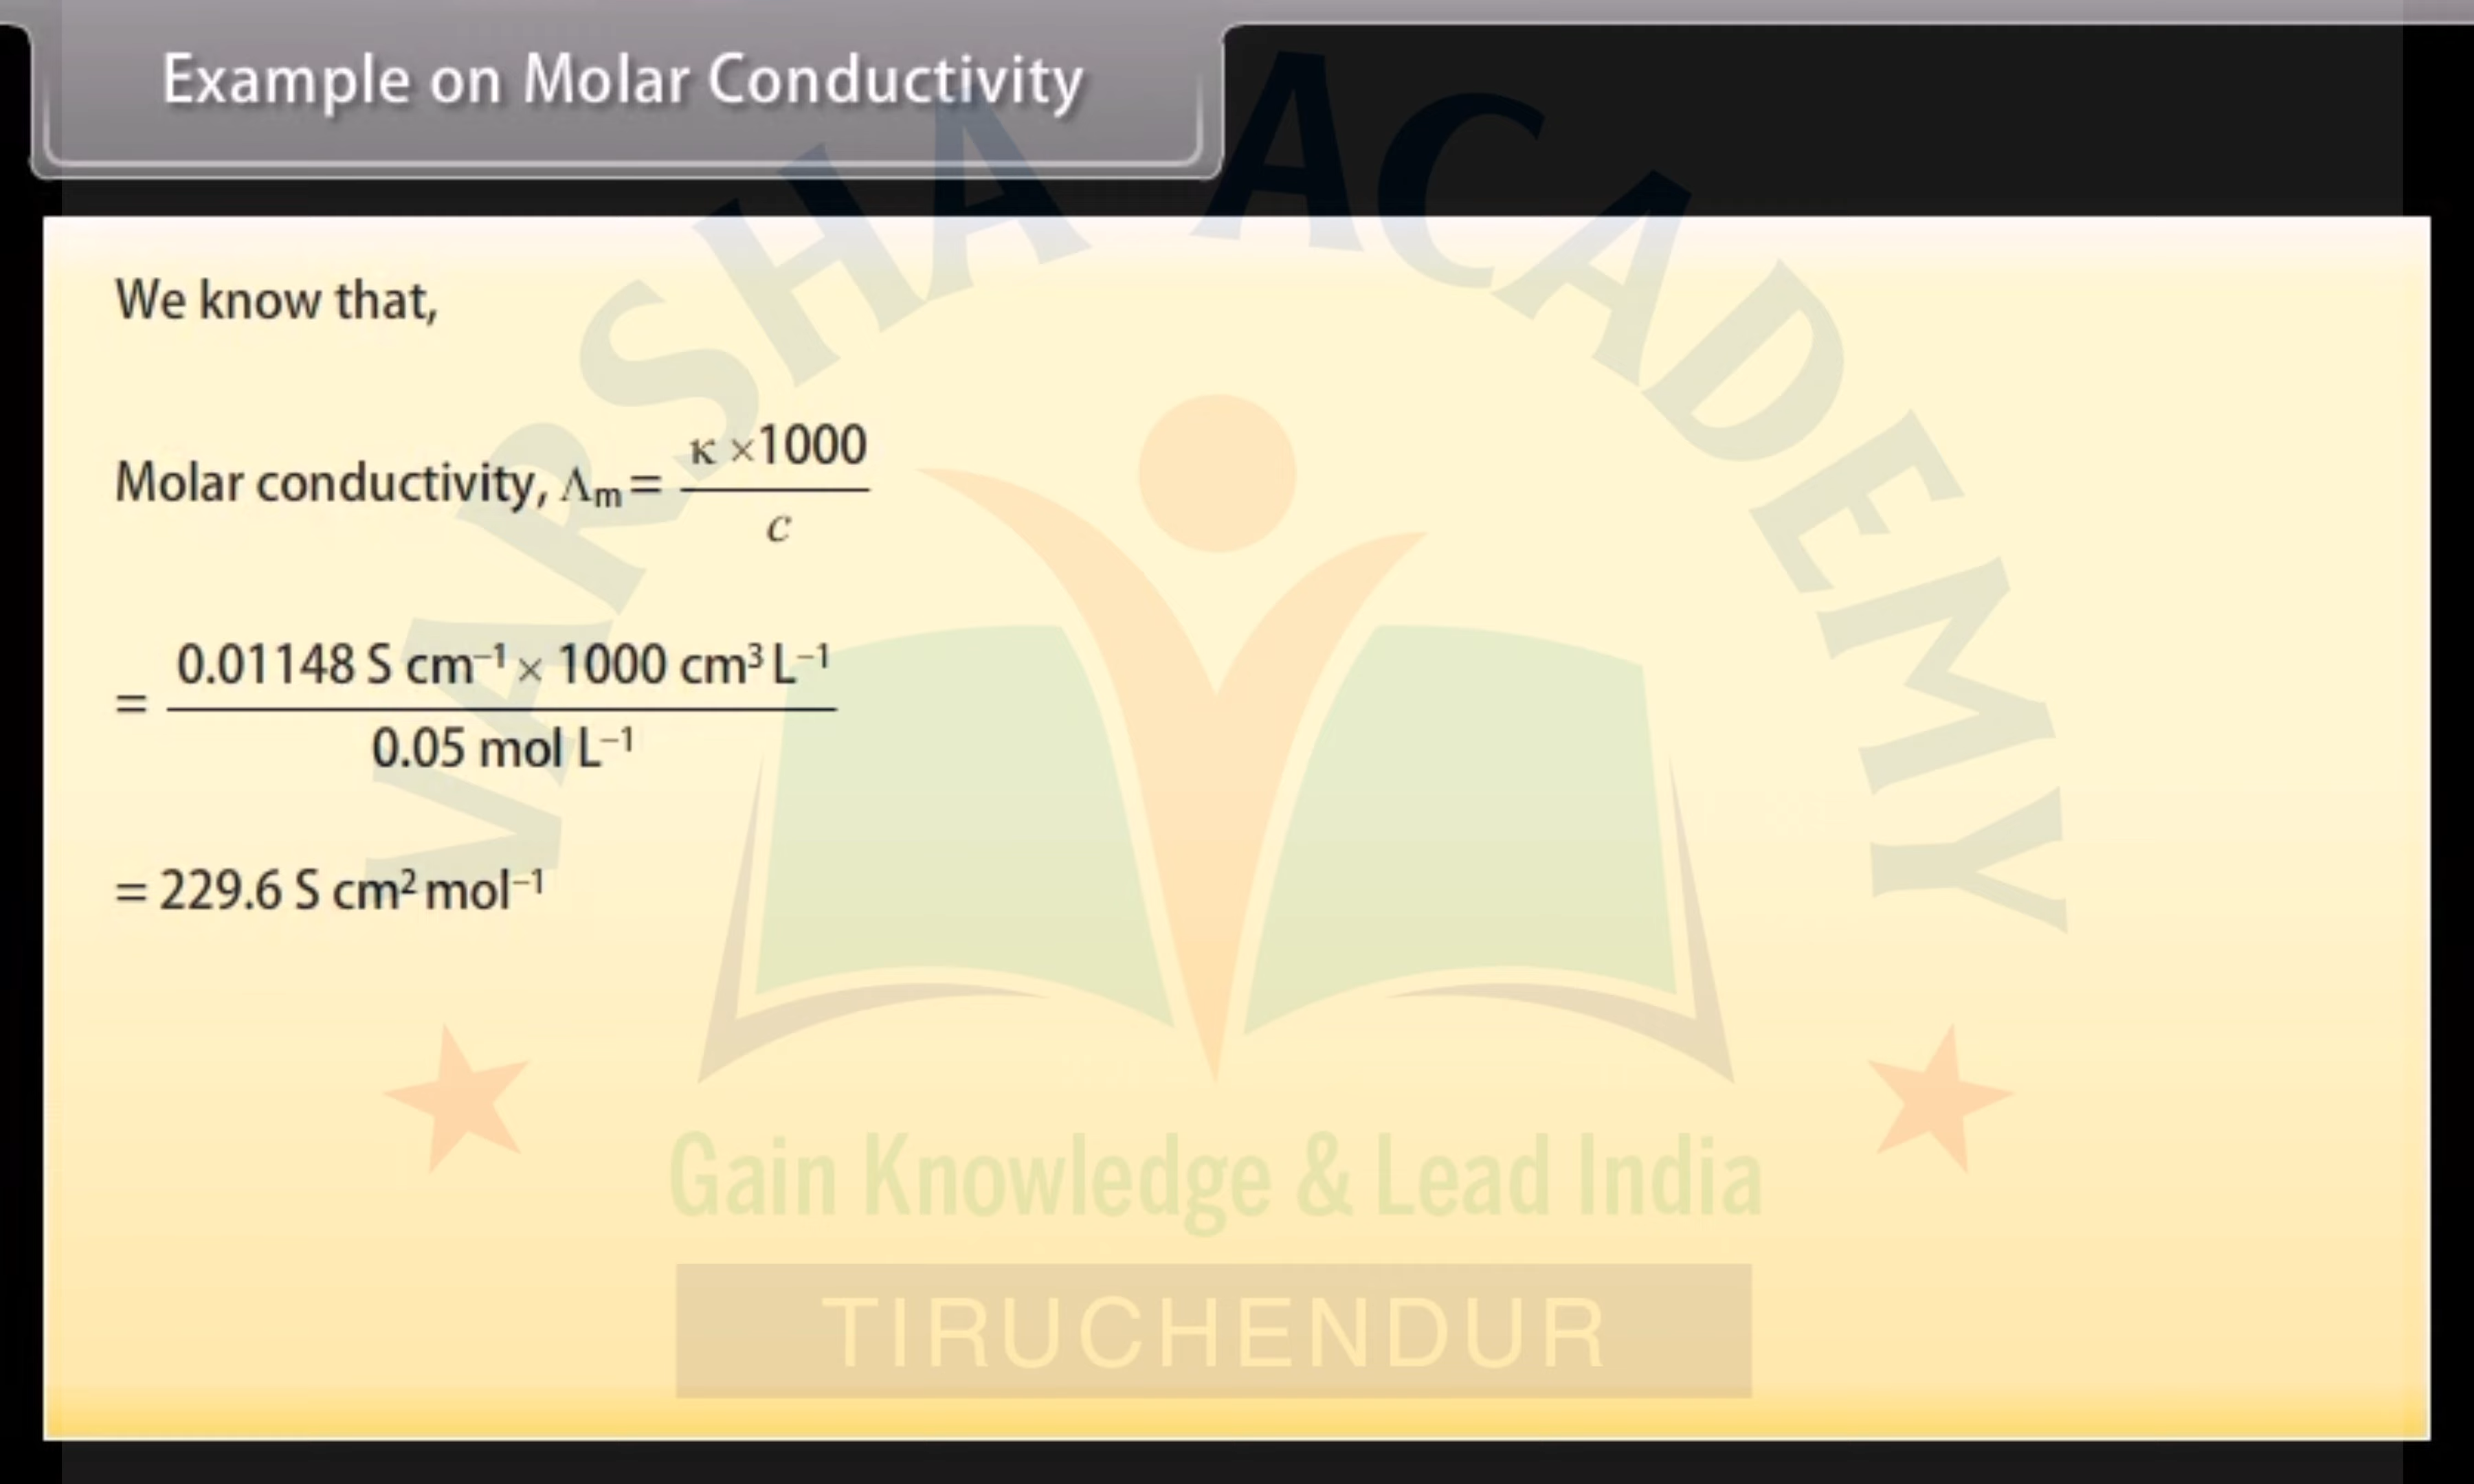 Example on Molar Conductivity
VARSHA ACADEMY
We know that,
Molar conductivity, Λm = κ ×1000 / c
= 0.01148 S cm⁻¹ × 1000 cm³ L⁻¹ / 0.05 mol L⁻¹
= 229.6 S cm² mol⁻¹
Gain Knowledge & Lead India
TIRUCHENDUR